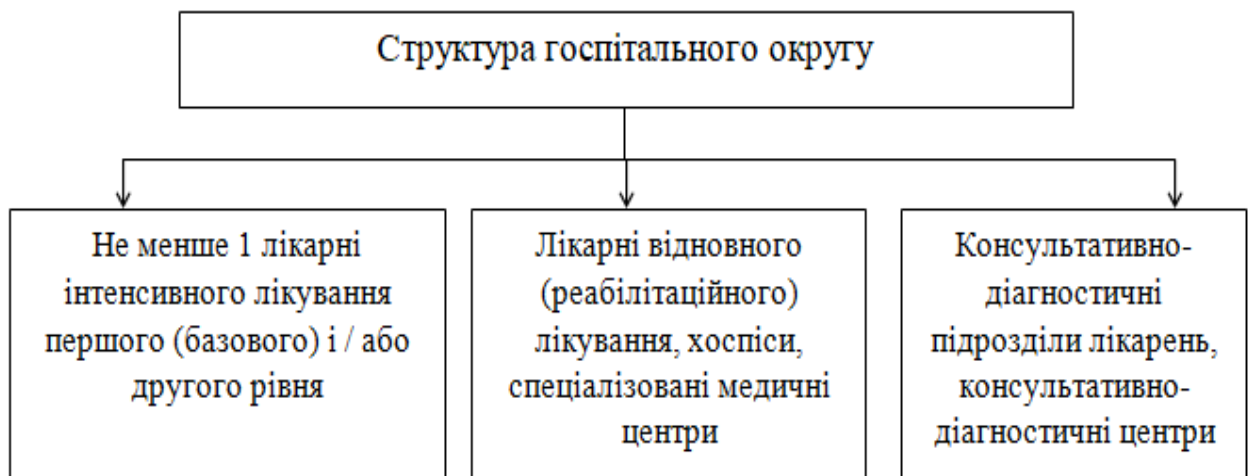 Структура госпітального округу
Не менше 1 лікарні
інтенсивного лікування
першого (базового) і / або
другого рівня
Лікарні відновного
(реабілітаційного)
лікування, хоспіси,
спеціалізовані медичні
центри
Консультативно-
діагностичні
підрозділи лікарень,
консультативно-
діагностичні центри